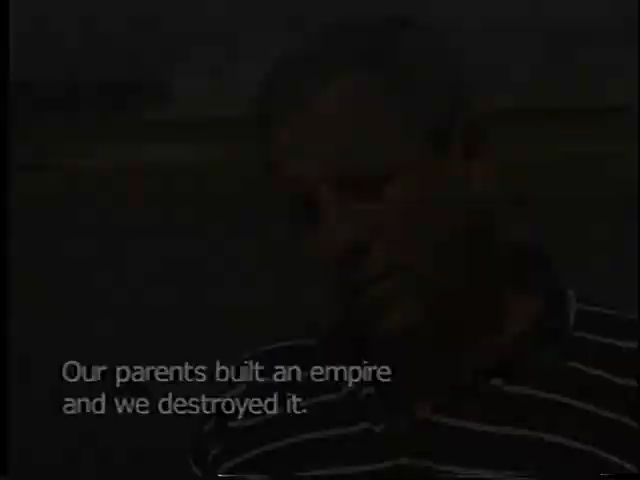 Our parents built an empire
and we destroyed it.